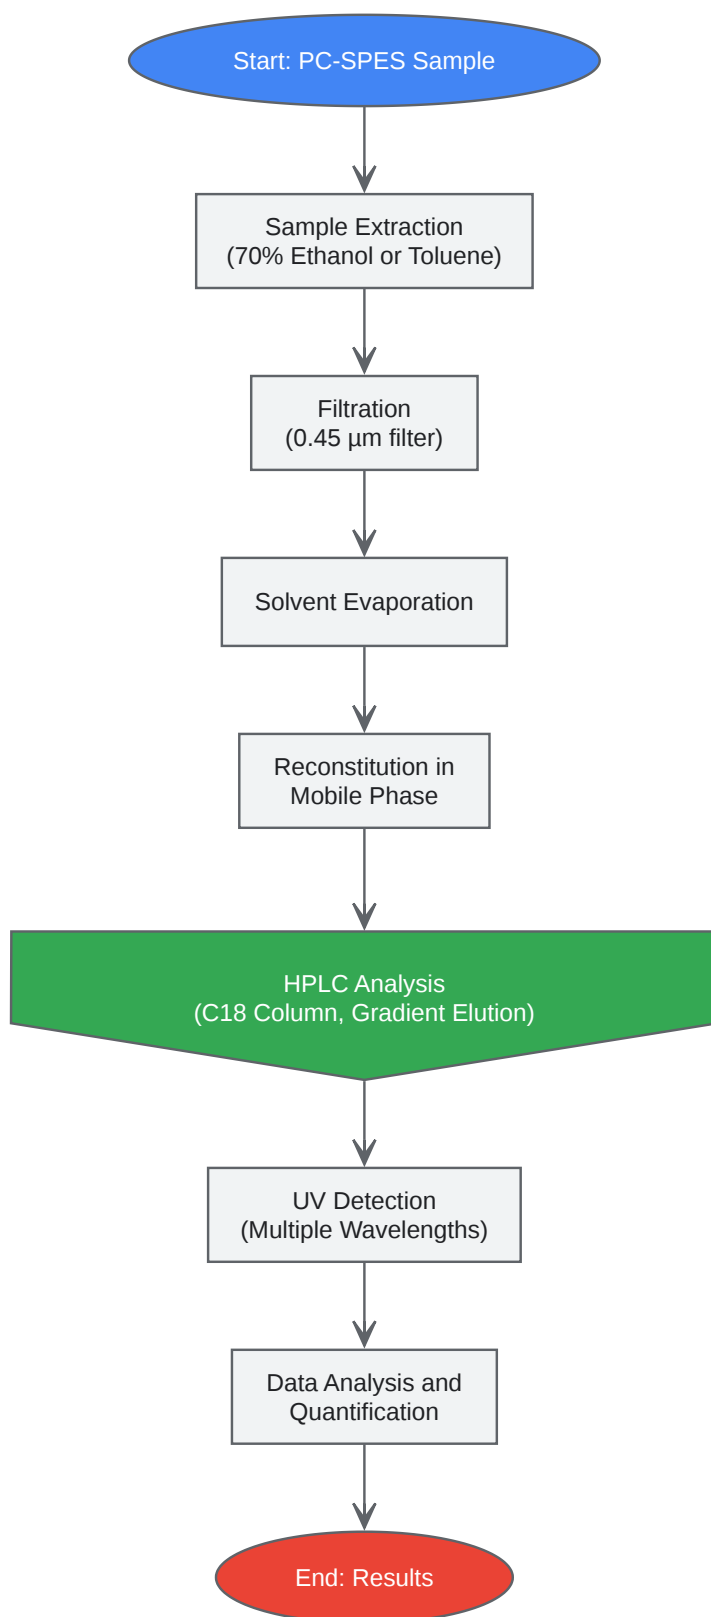 Start: PC-SPES Sample
Sample Extraction
(70% Ethanol or Toluene)
Filtration
(0.45 µm filter)
Solvent Evaporation
Reconstitution in
Mobile Phase
HPLC Analysis
(C18 Column, Gradient Elution)
UV Detection
(Multiple Wavelengths)
Data Analysis and
Quantification
End: Results